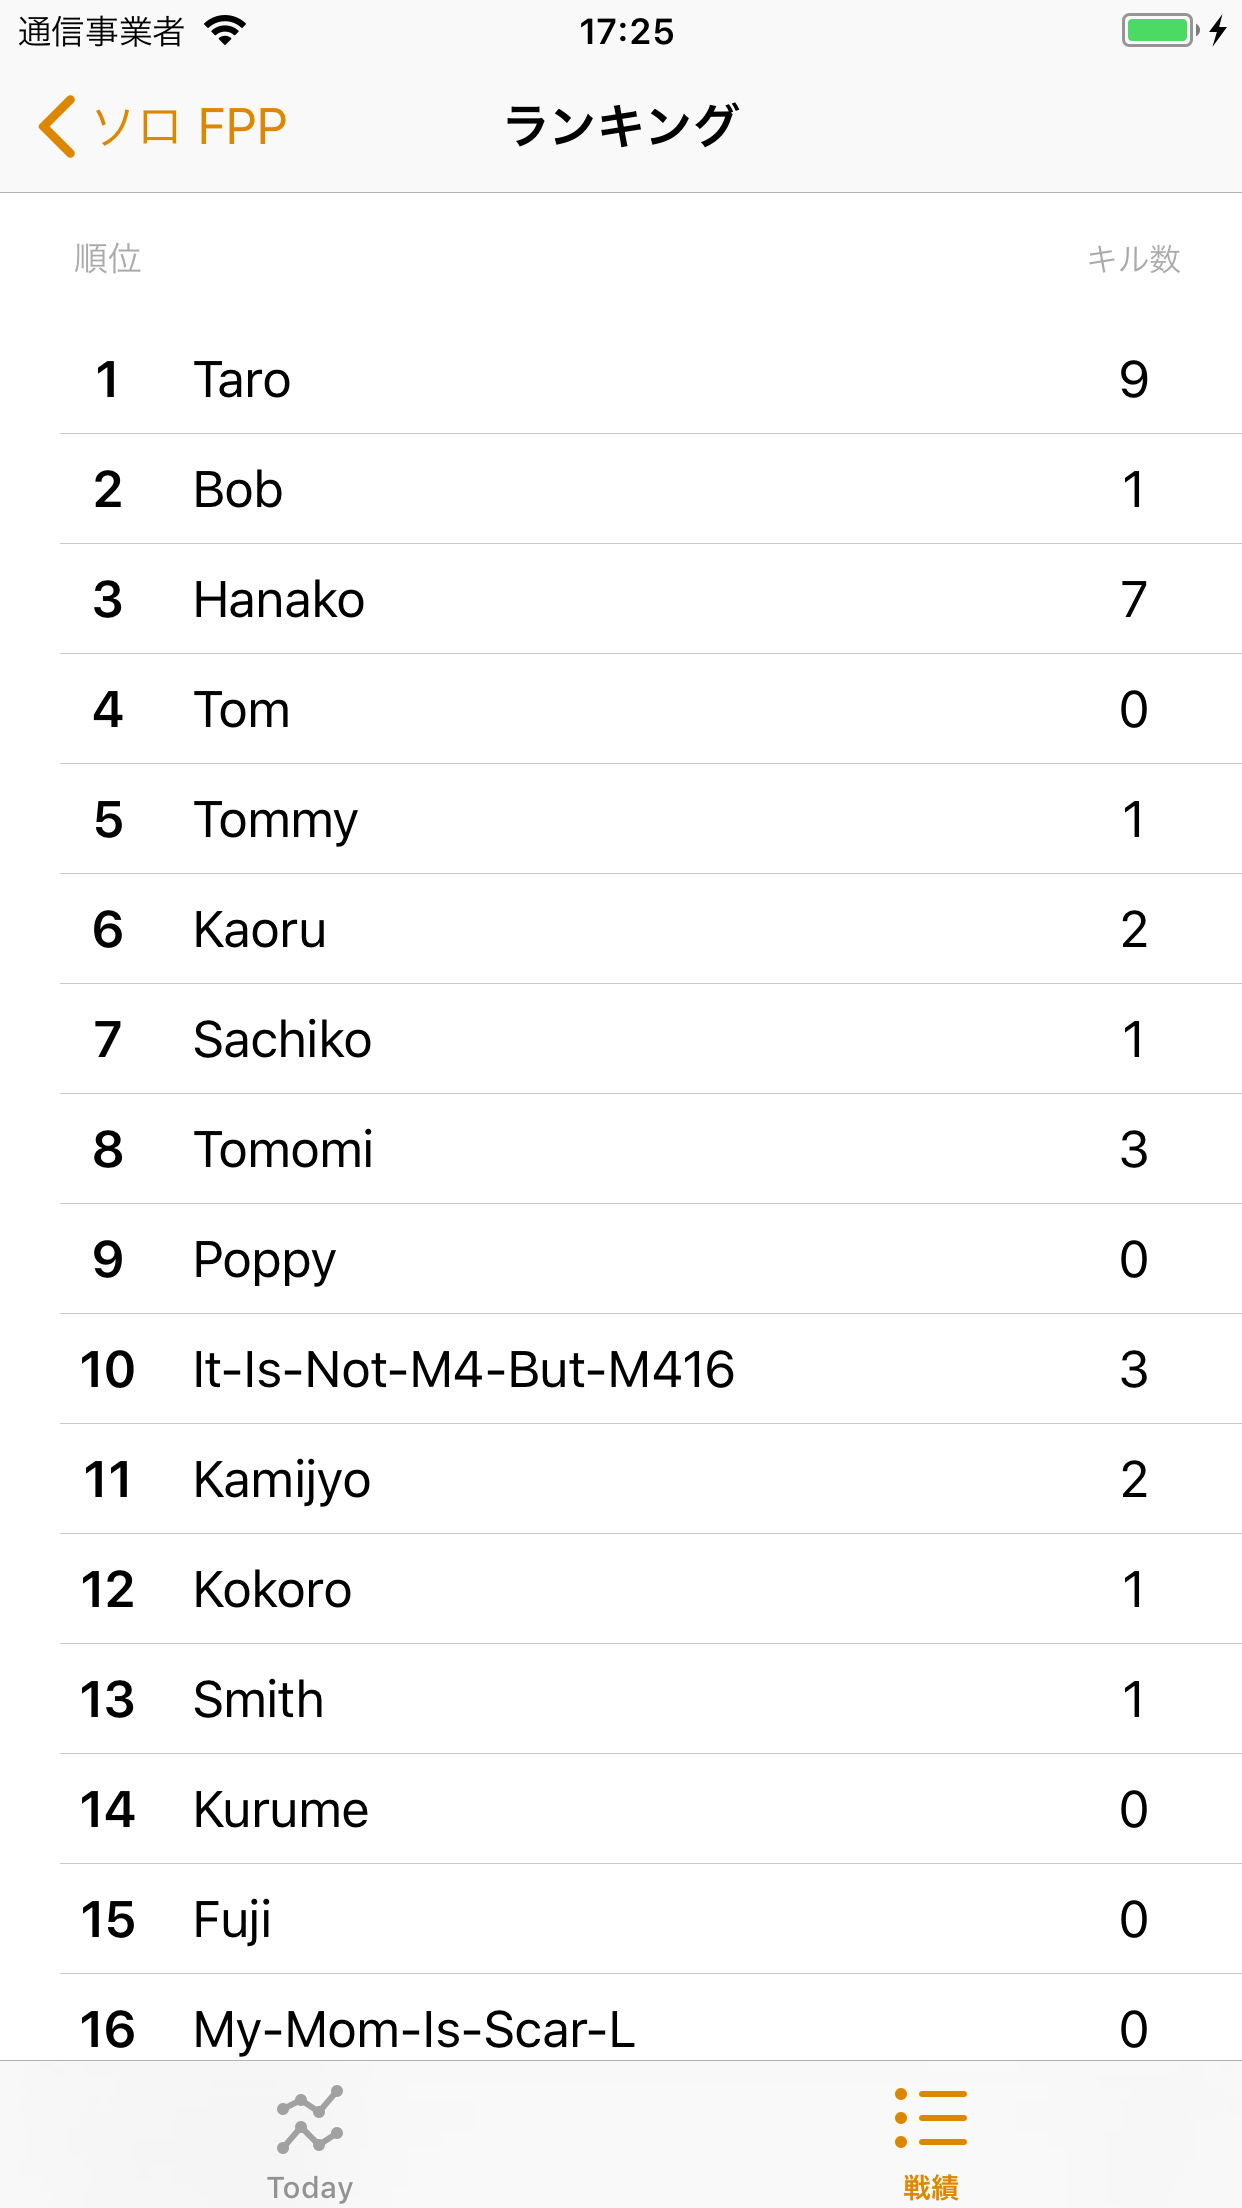 通信事業者 17:25
ソロ FPP ランキング
順位 キル数
1 Taro 9
2 Bob 1
3 Hanako 7
4 Tom 0
5 Tommy 1
6 Kaoru 2
7 Sachiko 1
8 Tomomi 3
9 Poppy 0
10 It-Is-Not-M4-But-M416 3
11 Kamijyo 2
12 Kokoro 1
13 Smith 1
14 Kurume 0
15 Fuji 0
16 My-Mom-Is-Scar-L 0
Today 戦績